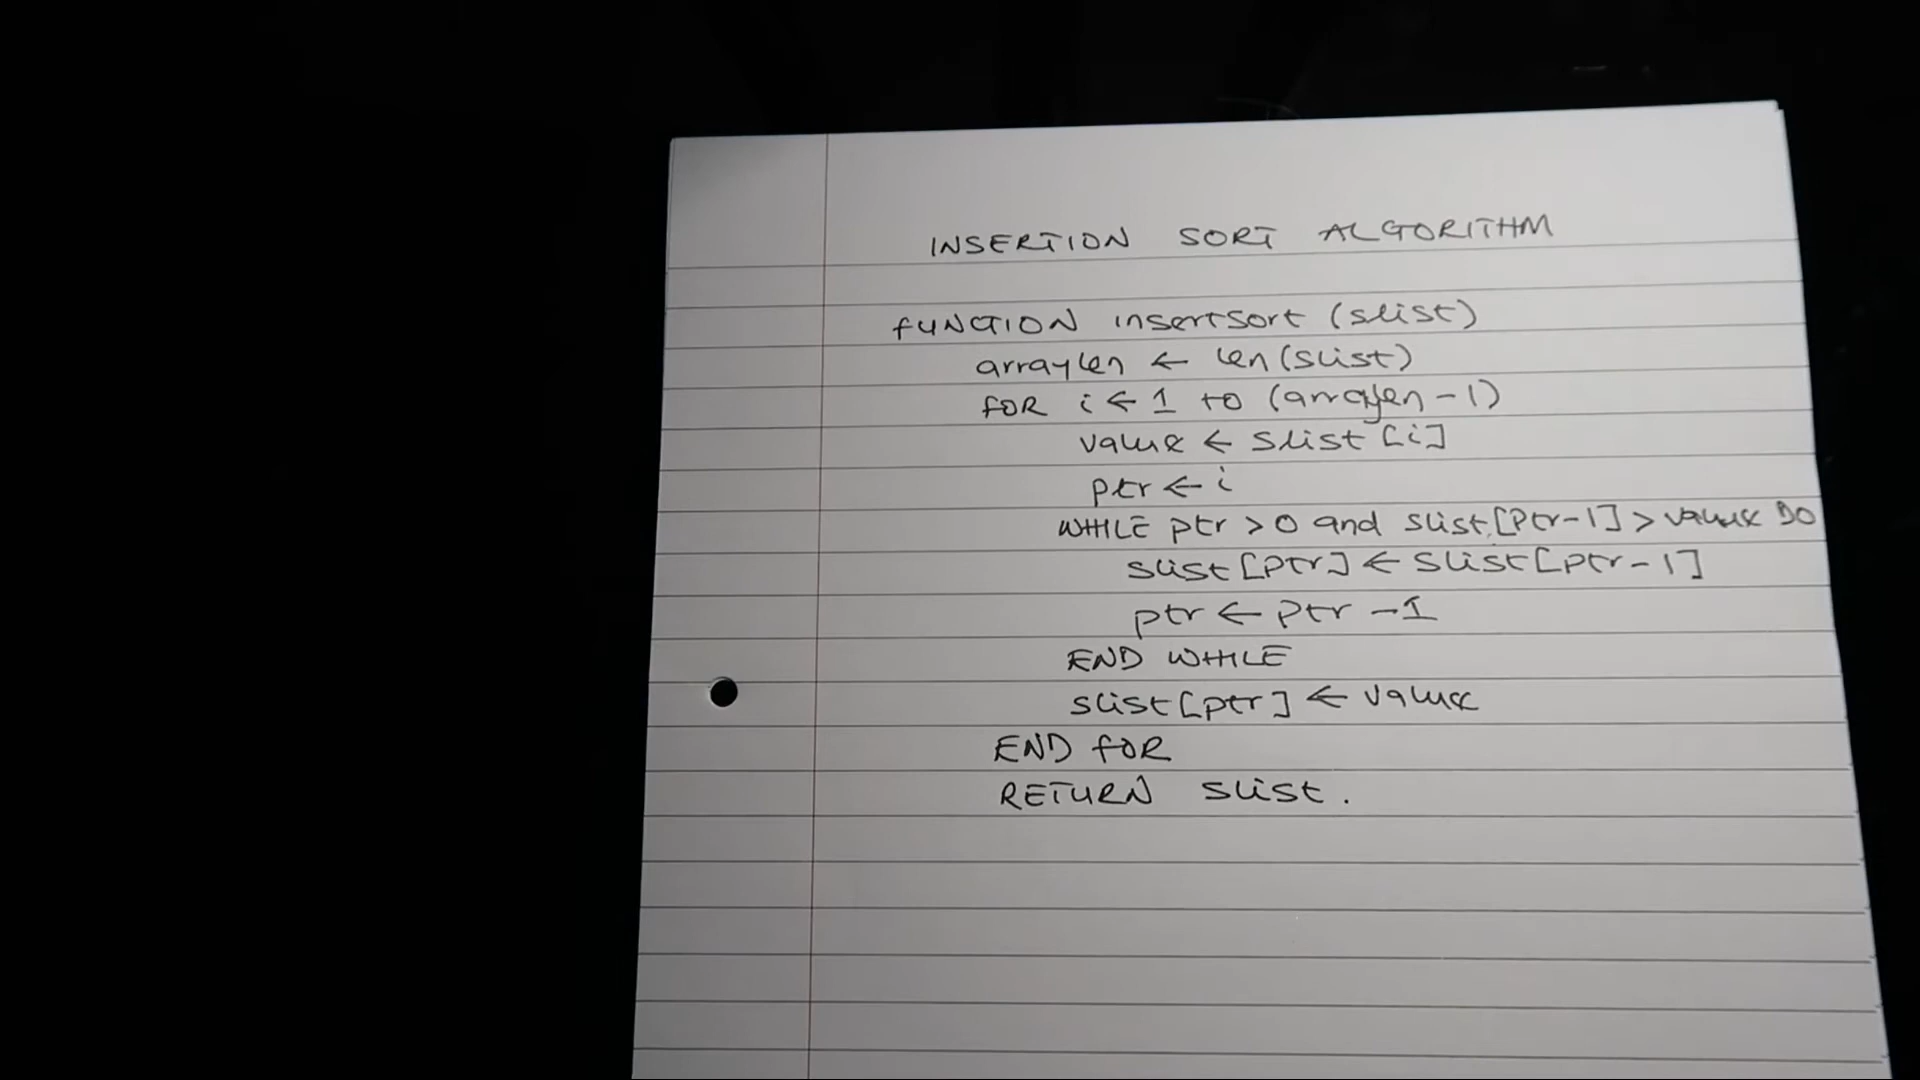 INSERTION SORT ALGORITHM
FUNCTION insertsort (slist)
arraylen ← len(slist)
FOR i ← 1 to (arraylen - 1)
value ← slist [i]
ptr ← i
WHILE ptr > 0 and slist[ptr-1] > value DO
slist [ptr] ← slist[ptr-1]
ptr ← ptr - 1
END WHILE
slist[ptr] ← value
END FOR
RETURN slist.